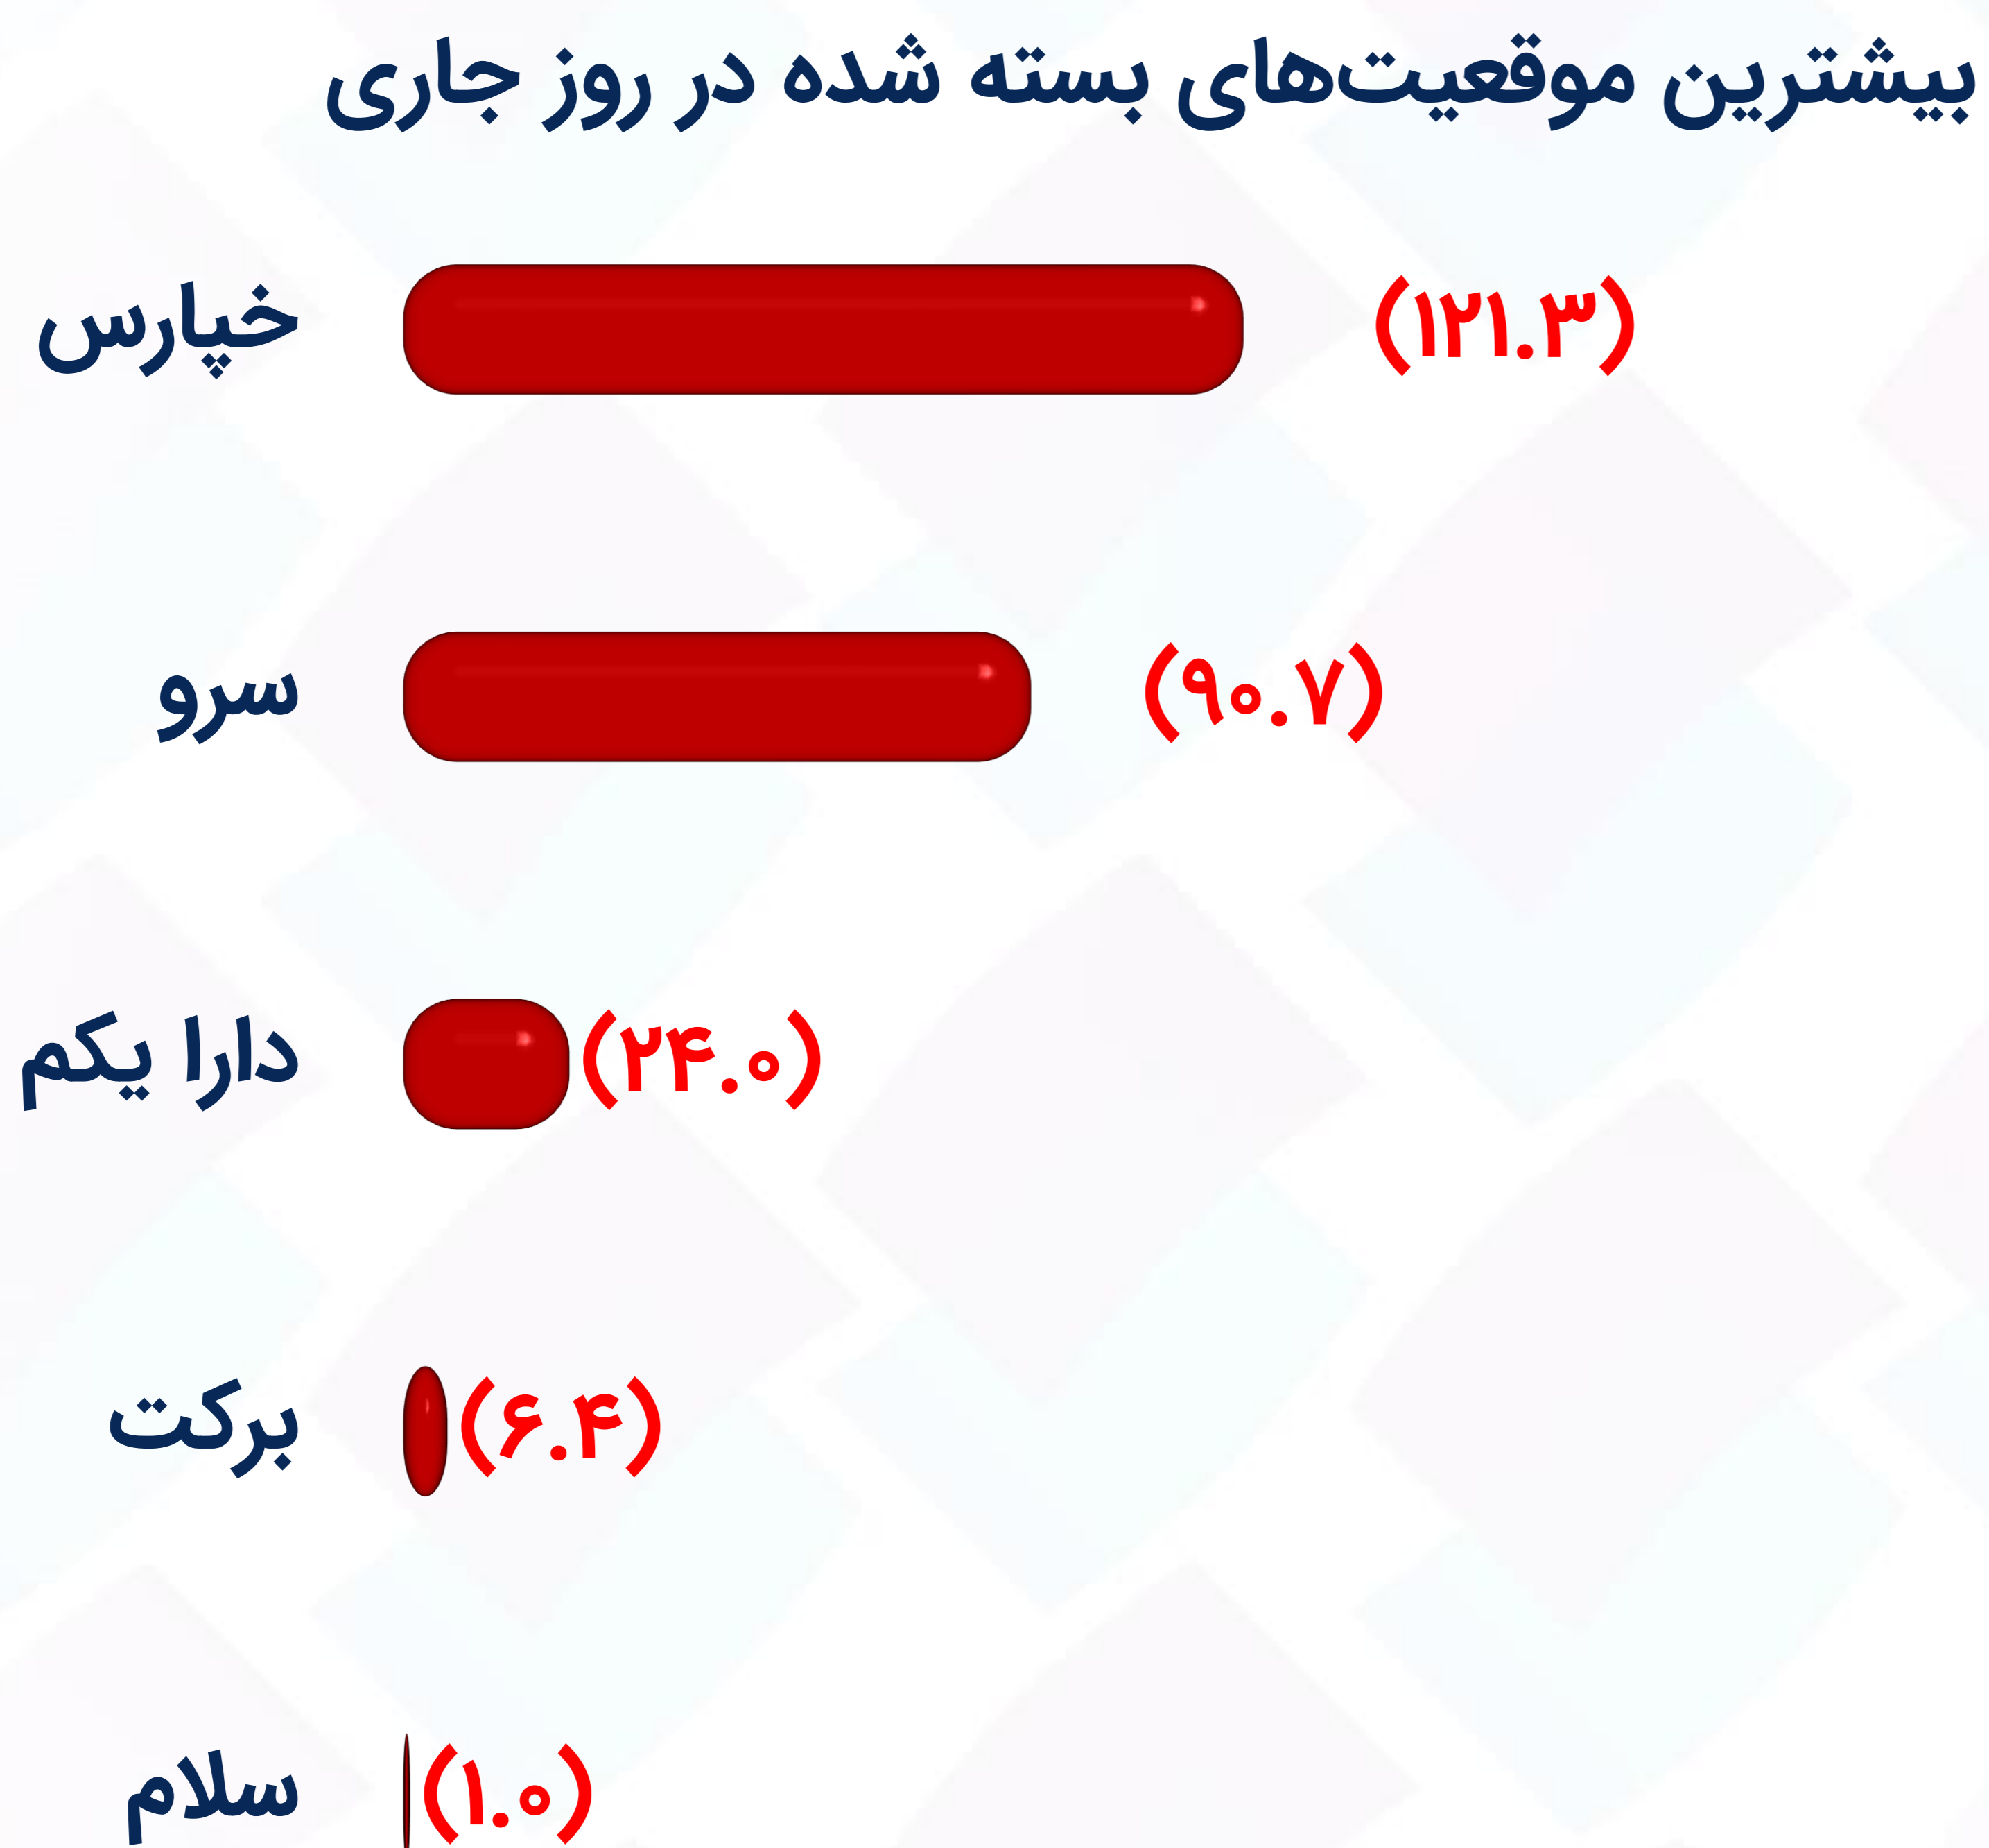 بیشترین موقعیت‌های بسته شده در روز جاری
خپارس (۱۲۱.۳)
سرو (۹۰.۷)
دارا یکم (۲۴.۰)
برکت (۶.۴)
سلام (۱.۰)